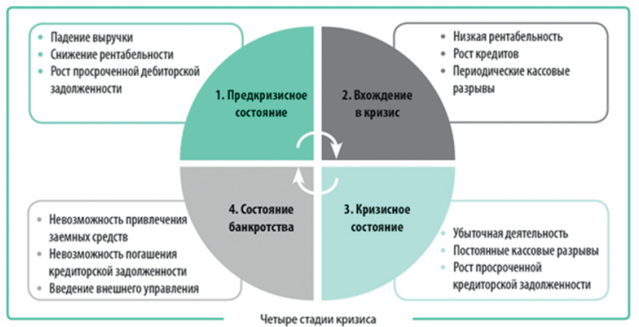 • Падение выручки
• Снижение рентабельности
• Рост просроченной дебиторской
задолженности
1. Предкризисное
состояние
2. Вхождение
в кризис
• Низкая рентабельность
• Рост кредитов
• Периодические кассовые
разрывы
• Невозможность привлечения
заемных средств
• Невозможность погашения
кредиторской задолженности
• Введение внешнего управления
4. Состояние
банкротства
3. Кризисное
состояние
• Убыточная деятельность
• Постоянные кассовые разрывы
• Рост просроченной
кредиторской задолженности
Четыре стадии кризиса